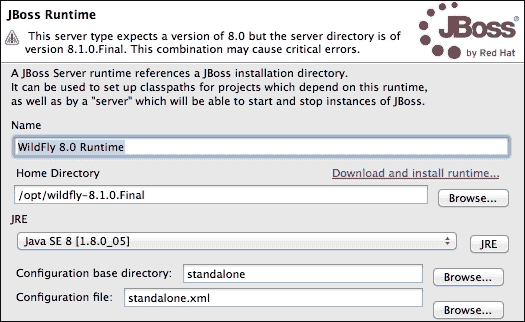 JBoss Runtime
This server type expects a version of 8.0 but the server directory is of
version 8.1.0.Final. This combination may cause critical errors.
JBoss
by Red Hat
A JBoss Server runtime references a JBoss installation directory.
It can be used to set up classpaths for projects which depend on this runtime,
as well as by a "server" which will be able to start and stop instances of JBoss.
Name
WildFly 8.0 Runtime
Home Directory
Download and install runtime...
/opt/wildfly-8.1.0.Final
Browse...
JRE
Java SE 8 [1.8.0_05]
JRE
Configuration base directory:
standalone
Browse...
Configuration file:
standalone.xml
Browse...